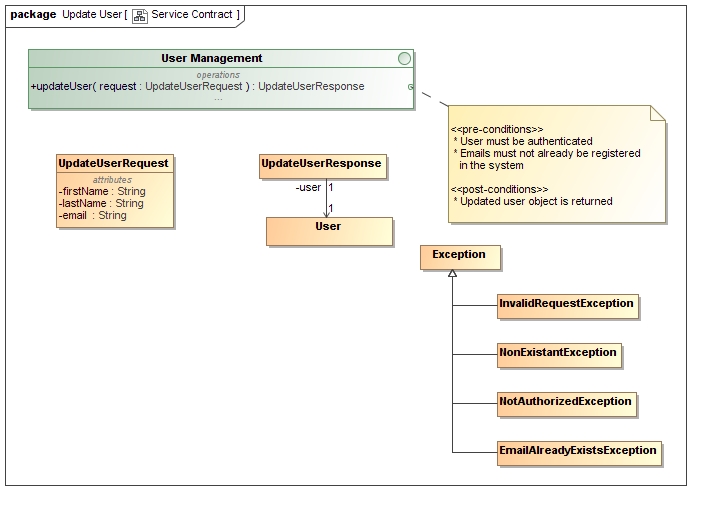 package Update User [ Service Contract ]
User Management
operations
+updateUser( request : UpdateUserRequest ) : UpdateUserResponse
...
<<pre-conditions>>
* User must be authenticated
* Emails must not already be registered
in the system
<<post-conditions>>
* Updated user object is returned
UpdateUserRequest
attributes
-firstName : String
-lastName : String
-email : String
UpdateUserResponse
-user 1
1
User
Exception
InvalidRequestException
NonExistantException
NotAuthorizedException
EmailAlreadyExistsException